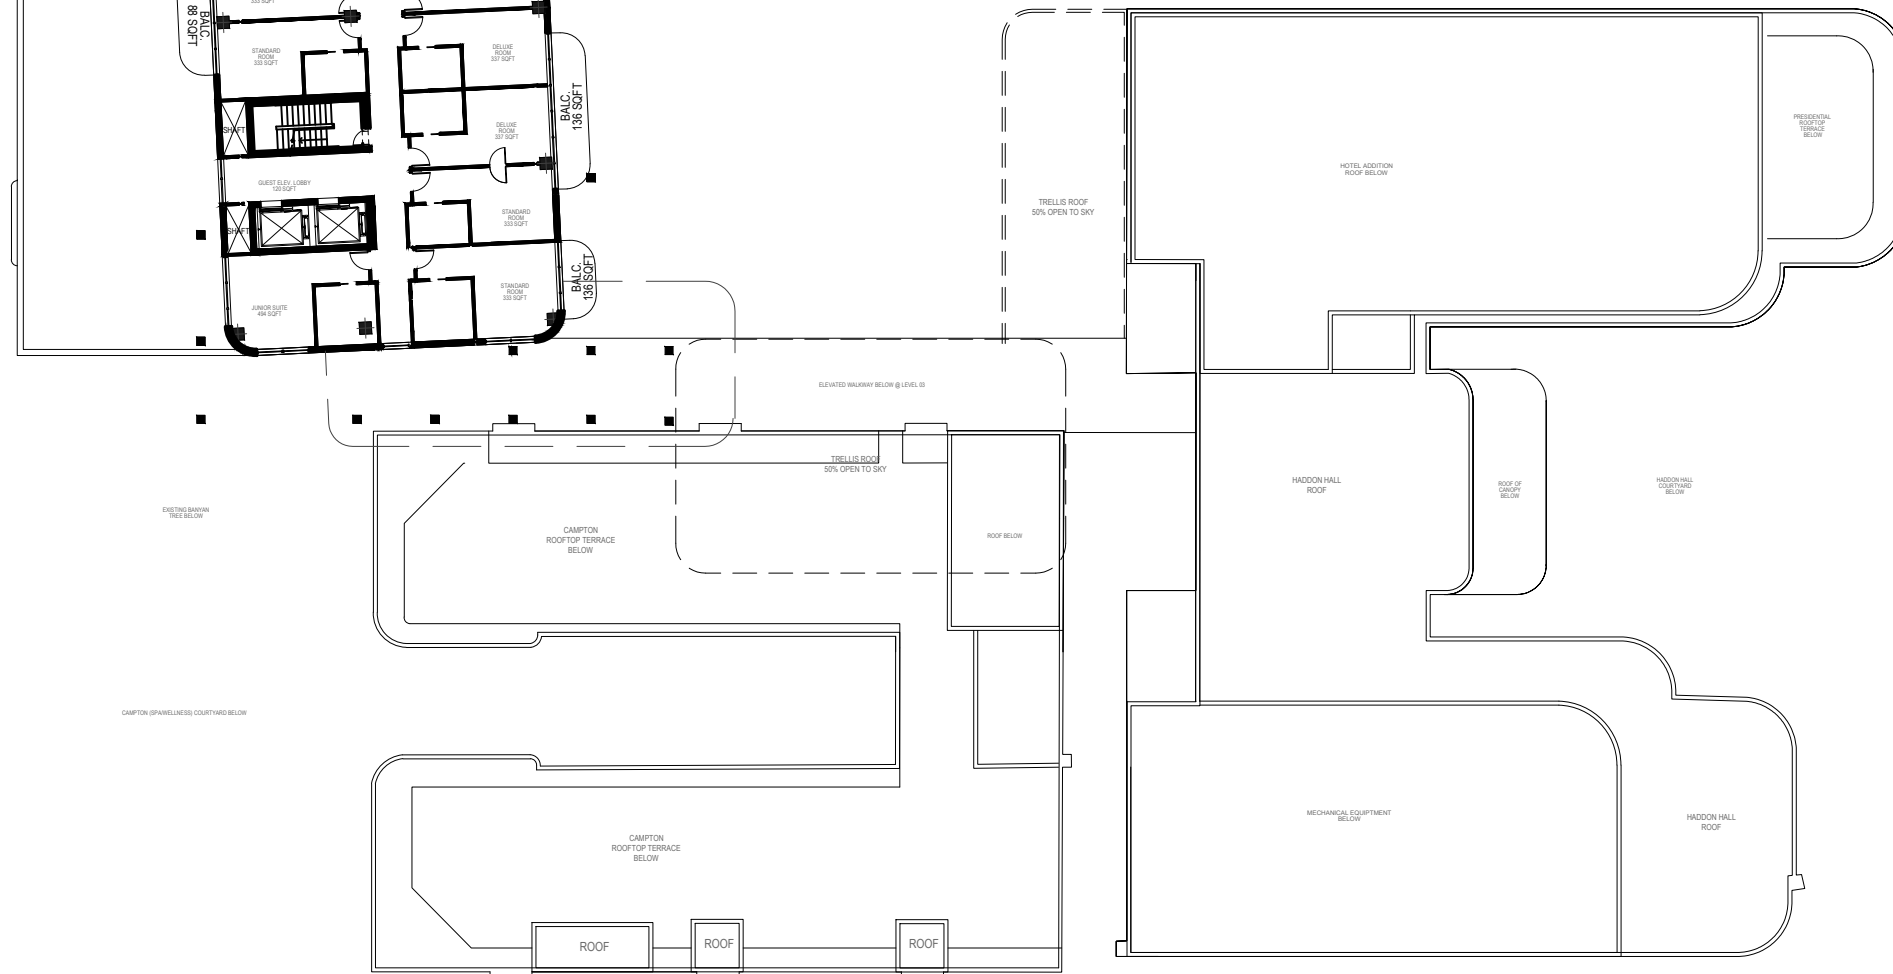 333 SQFT
BALC.
88 SQFT
STANDARD
ROOM
333 SQFT
DELUXE
ROOM
337 SQFT
BALC.
136 SQFT
SHAFT
DELUXE
ROOM
337 SQFT
GUEST ELEV. LOBBY
120 SQFT
SHAFT
STANDARD
ROOM
333 SQFT
BALC.
136 SQFT
STANDARD
ROOM
333 SQFT
JUNIOR SUITE
494 SQFT
TRELLIS ROOF
50% OPEN TO SKY
HOTEL ADDITION
ROOF BELOW
PRESIDENTIAL
ROOFTOP
TERRACE
BELOW
ELEVATED WALKWAY BELOW @ LEVEL 03
TRELLIS ROOF
50% OPEN TO SKY
EXISTING BANYAN
TREE BELOW
CAMPTON
ROOFTOP TERRACE
BELOW
ROOF BELOW
HADDON HALL
ROOF
ROOF OF
CANOPY
BELOW
HADDON HALL
COURTYARD
BELOW
CAMPTON (SPA/WELLNESS) COURTYARD BELOW
CAMPTON
ROOFTOP TERRACE
BELOW
MECHANICAL EQUIPTMENT
BELOW
HADDON HALL
ROOF
ROOF
ROOF
ROOF